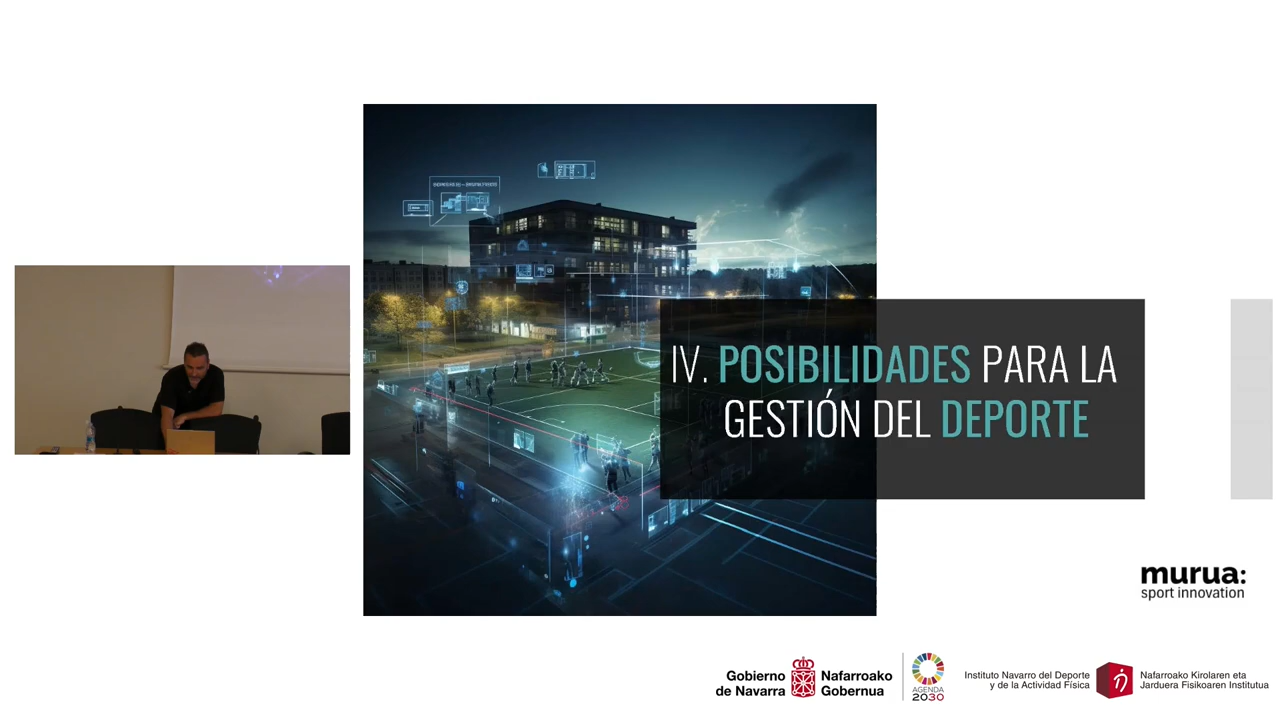 IV. POSIBILIDADES PARA LA
GESTIÓN DEL DEPORTE
murua:
sport innovation
Gobierno
de Navarra
Nafarroako
Gobernua
AGENDA
2030
Instituto Navarro del Deporte
y de la Actividad Física
Nafarroako Kirolaren eta
Jarduera Fisikoaren Institutua